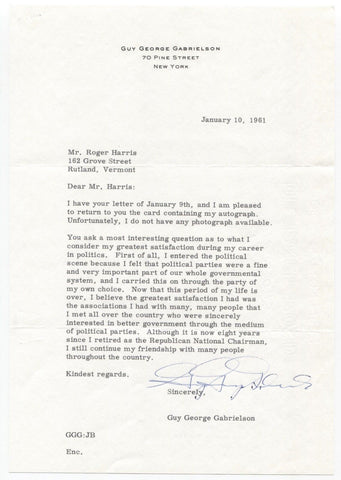 GUY GEORGE GABRIELSON
70 PINE STREET
NEW YORK
January 10, 1961
Mr. Roger Harris
162 Grove Street
Rutland, Vermont
Dear Mr. Harris:
I have your letter of January 9th, and I am pleased
to return to you the card containing my autograph.
Unfortunately, I do not have any photograph available.
You ask a most interesting question as to what I
consider my greatest satisfaction during my career
in politics. First of all, I entered the political
scene because I felt that political parties were a fine
and very important part of our whole governmental
system, and I carried this on through the party of
my own choice. Now that this period of my life is
over, I believe the greatest satisfaction I had was
the associations I had with many, many people that
I met all over the country who were sincerely
interested in better government through the medium
of political parties. Although it is now eight years
since I retired as the Republican National Chairman,
I still continue my friendship with many people
throughout the country.
Kindest regards.
Sincerely,
Guy George Gabrielson
GGG:JB
Enc.